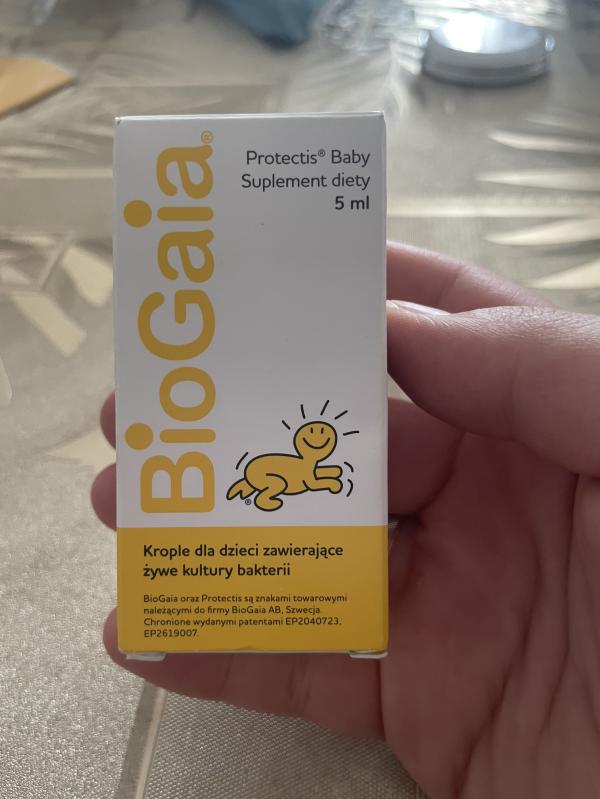 BioGaia®
Protectis® Baby
Suplement diety
5 ml
®
Krople dla dzieci zawierające
żywe kultury bakterii
BioGaia oraz Protectis są znakami towarowymi
należącymi do firmy BioGaia AB, Szwecja.
Chronione wydanymi patentami EP2040723,
EP2619007.